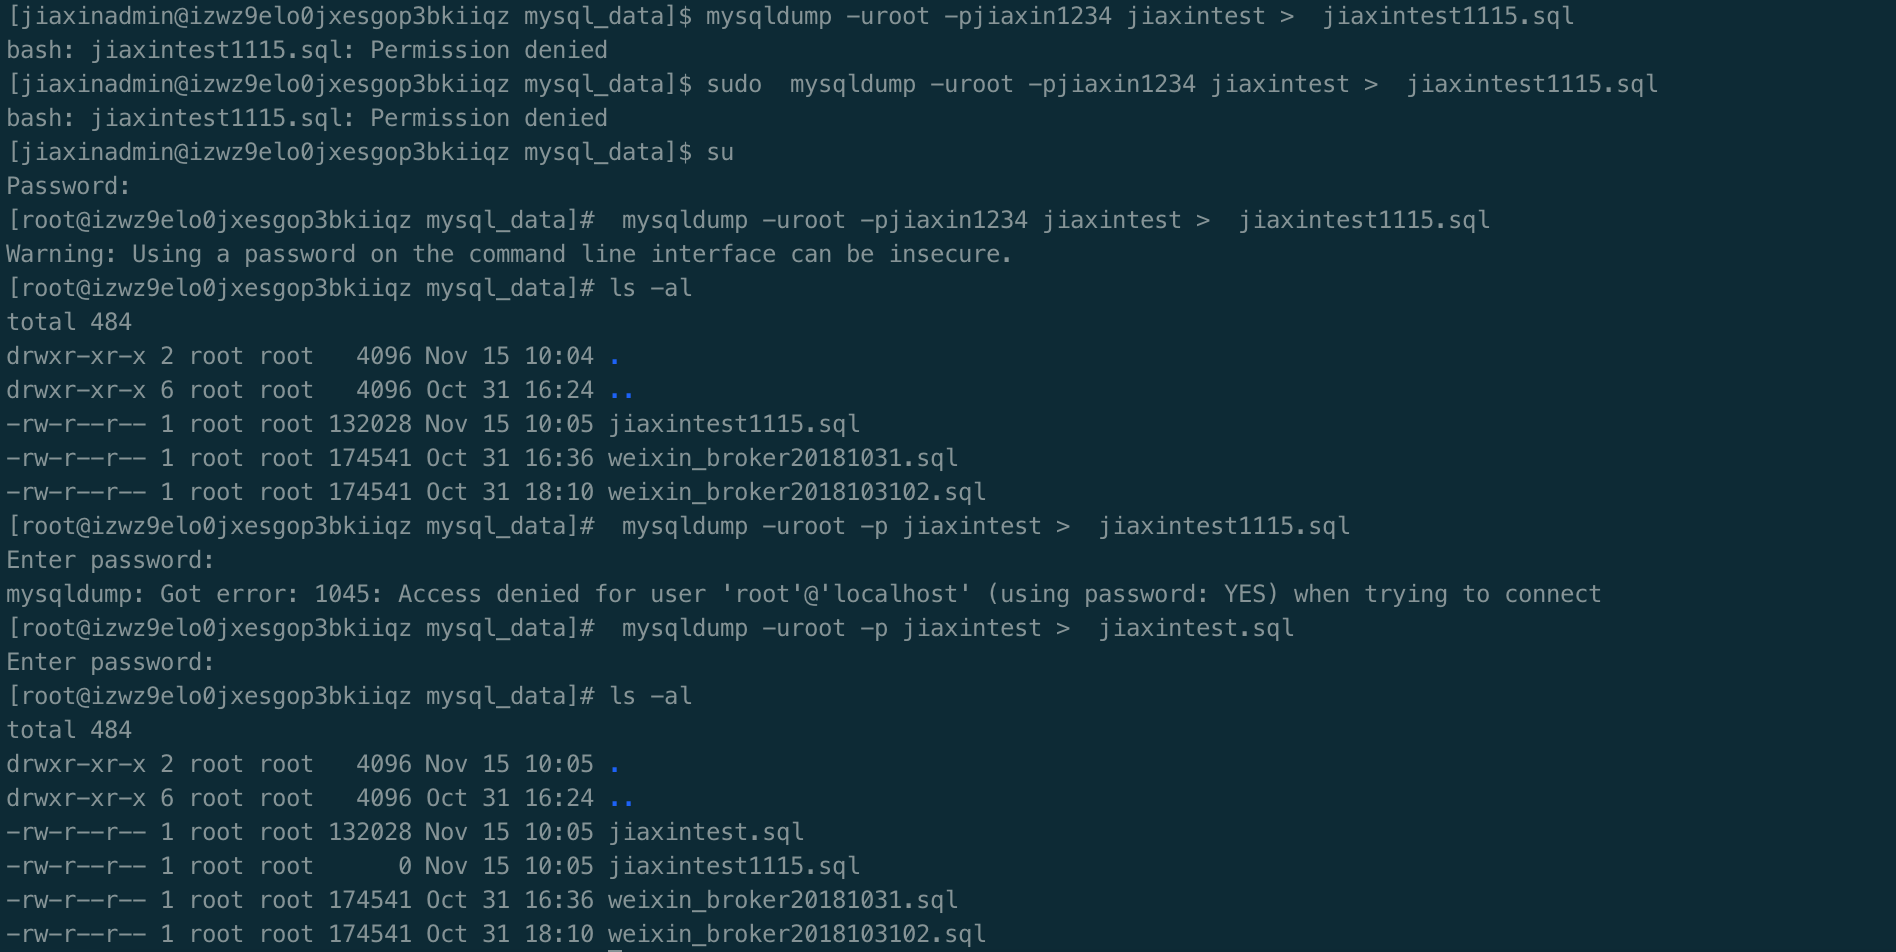 [jiaxinadmin@izwz9elo0jxesgop3bkiiqz mysql_data]$ mysqldump -uroot -pjiaxin1234 jiaxintest >  jiaxintest1115.sql
bash: jiaxintest1115.sql: Permission denied
[jiaxinadmin@izwz9elo0jxesgop3bkiiqz mysql_data]$ sudo  mysqldump -uroot -pjiaxin1234 jiaxintest >  jiaxintest1115.sql
bash: jiaxintest1115.sql: Permission denied
[jiaxinadmin@izwz9elo0jxesgop3bkiiqz mysql_data]$ su
Password:
[root@izwz9elo0jxesgop3bkiiqz mysql_data]#  mysqldump -uroot -pjiaxin1234 jiaxintest >  jiaxintest1115.sql
Warning: Using a password on the command line interface can be insecure.
[root@izwz9elo0jxesgop3bkiiqz mysql_data]# ls -al
total 484
drwxr-xr-x 2 root root   4096 Nov 15 10:04 .
drwxr-xr-x 6 root root   4096 Oct 31 16:24 ..
-rw-r--r-- 1 root root 132028 Nov 15 10:05 jiaxintest1115.sql
-rw-r--r-- 1 root root 174541 Oct 31 16:36 weixin_broker20181031.sql
-rw-r--r-- 1 root root 174541 Oct 31 18:10 weixin_broker2018103102.sql
[root@izwz9elo0jxesgop3bkiiqz mysql_data]#  mysqldump -uroot -p jiaxintest >  jiaxintest1115.sql
Enter password:
mysqldump: Got error: 1045: Access denied for user 'root'@'localhost' (using password: YES) when trying to connect
[root@izwz9elo0jxesgop3bkiiqz mysql_data]#  mysqldump -uroot -p jiaxintest >  jiaxintest.sql
Enter password:
[root@izwz9elo0jxesgop3bkiiqz mysql_data]# ls -al
total 484
drwxr-xr-x 2 root root   4096 Nov 15 10:05 .
drwxr-xr-x 6 root root   4096 Oct 31 16:24 ..
-rw-r--r-- 1 root root 132028 Nov 15 10:05 jiaxintest.sql
-rw-r--r-- 1 root root      0 Nov 15 10:05 jiaxintest1115.sql
-rw-r--r-- 1 root root 174541 Oct 31 16:36 weixin_broker20181031.sql
-rw-r--r-- 1 root root 174541 Oct 31 18:10 weixin_broker2018103102.sql